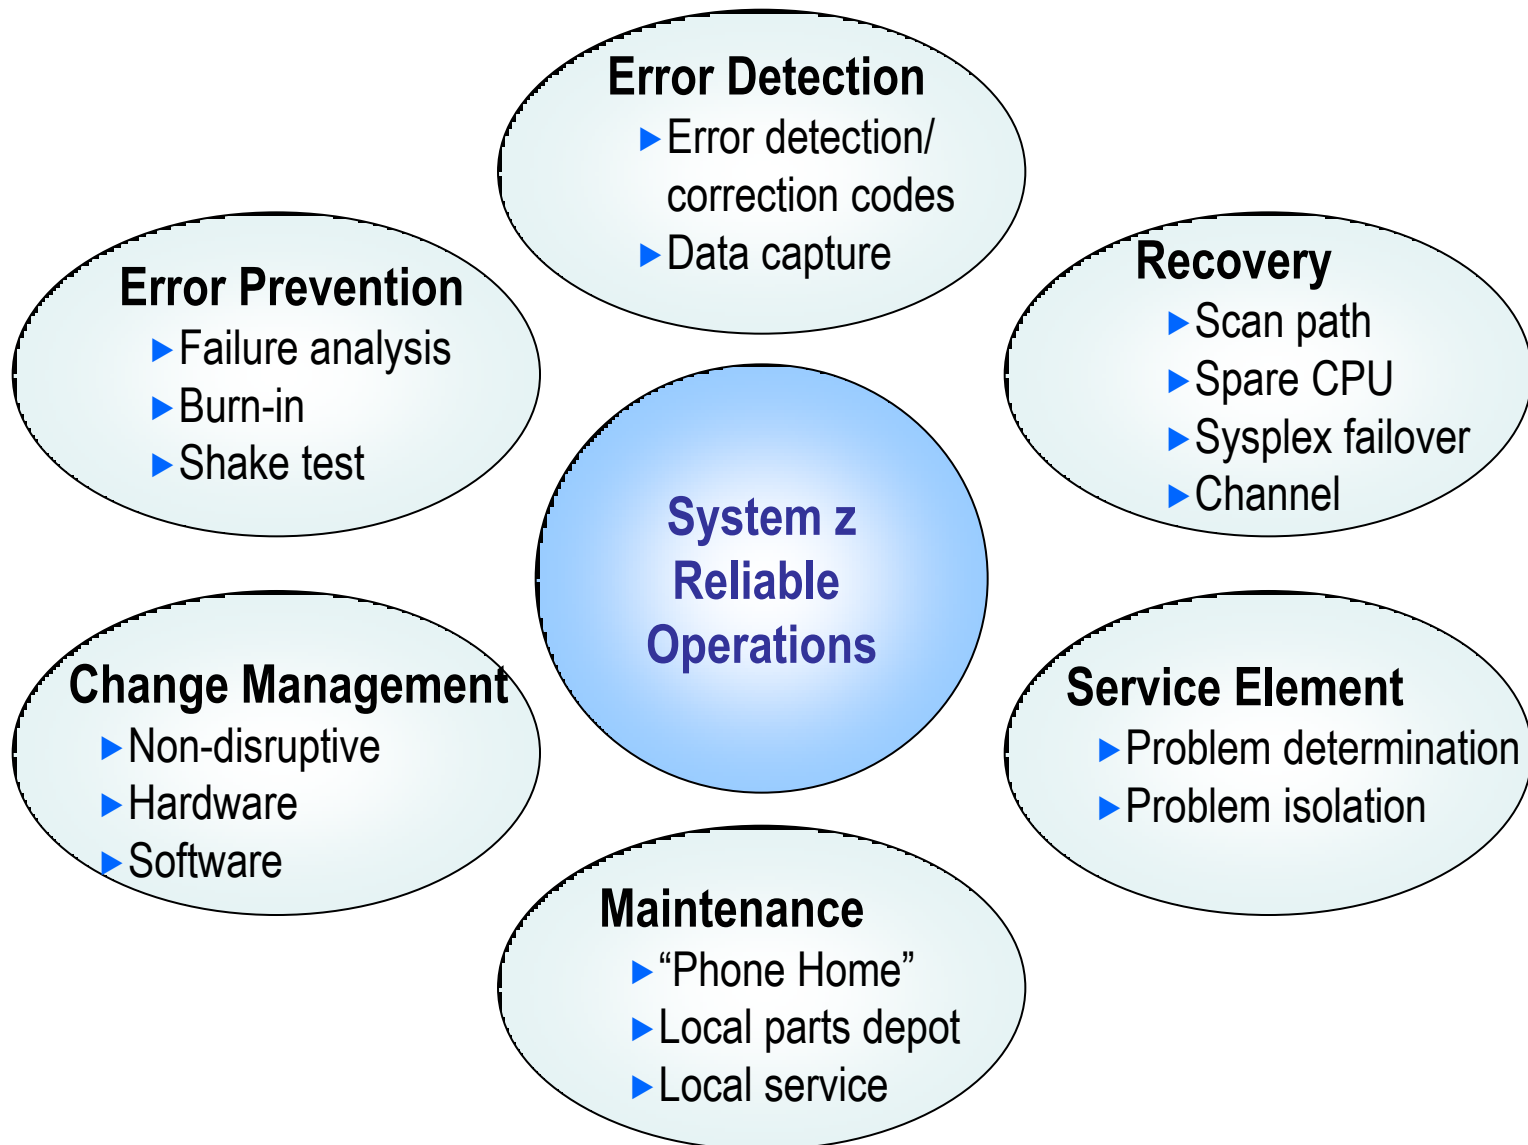 Error Detection
▶Error detection/
correction codes
▶Data capture
Error Prevention
▶Failure analysis
▶Burn-in
▶Shake test
Recovery
▶Scan path
▶Spare CPU
▶Sysplex failover
▶Channel
System z
Reliable
Operations
Change Management
▶Non-disruptive
▶Hardware
▶Software
Service Element
▶Problem determination
▶Problem isolation
Maintenance
▶“Phone Home”
▶Local parts depot
▶Local service